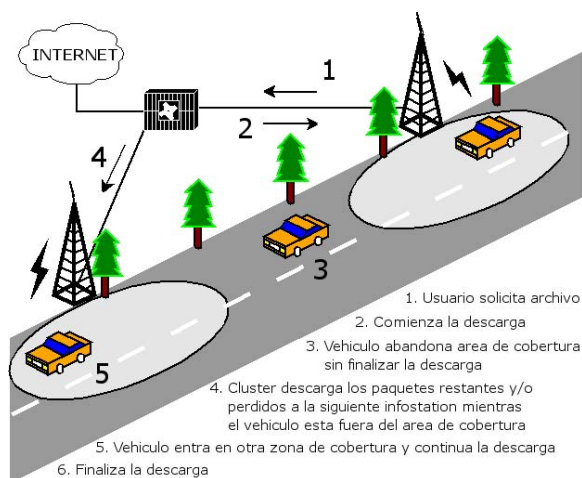 INTERNET
1
2
4
3
5
1. Usuario solicita archivo
2. Comienza la descarga
3. Vehiculo abandona area de cobertura
sin finalizar la descarga
4. Cluster descarga los paquetes restantes y/o
perdidos a la siguiente infostation mientras
el vehiculo esta fuera del area de cobertura
5. Vehiculo entra en otra zona de cobertura y continua la descarga
6. Finaliza la descarga